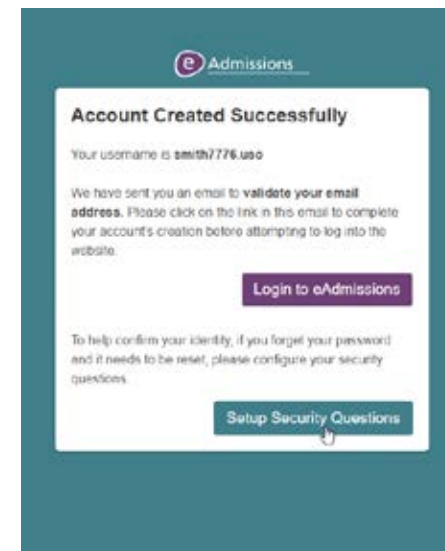 e Admissions
Account Created Successfully
Your username is smith7776.uso
We have sent you an email to validate your email
address. Please click on the link in this email to complete
your account's creation before attempting to log into the
website.
Login to eAdmissions
To help confirm your identity, if you forget your password
and it needs to be reset, please configure your security
questions.
Setup Security Questions